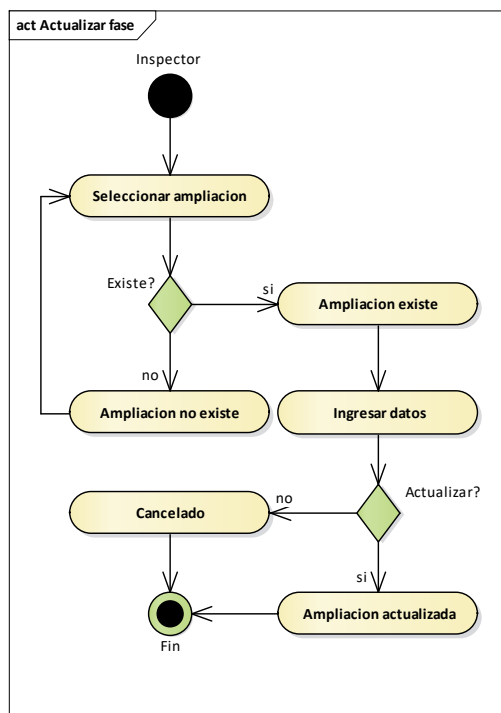 act Actualizar fase
Inspector
Seleccionar ampliacion
Existe?
si
Ampliacion existe
no
Ampliacion no existe
Ingresar datos
Actualizar?
no
Cancelado
si
Ampliacion actualizada
Fin